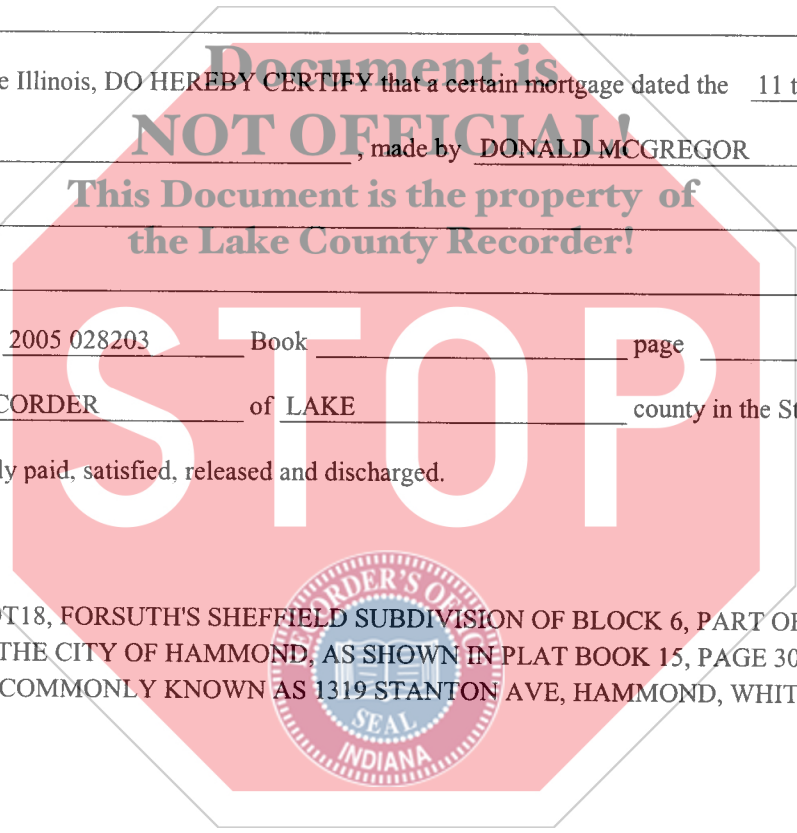 Document is
e Illinois, DO HEREBY CERTIFY that a certain mortgage dated the 11 t
NOT OFFICIAL!
, made by DONALD MCGREGOR
This Document is the property of
the Lake County Recorder!
2005 028203 Book page
STOP
CORDER of LAKE county in the St
ly paid, satisfied, released and discharged.
RECORDER'S OFFICE
OT18, FORSUTH'S SHEFFIELD SUBDIVISION OF BLOCK 6, PART OF
THE CITY OF HAMMOND, AS SHOWN IN PLAT BOOK 15, PAGE 30
COMMONLY KNOWN AS 1319 STANTON AVE, HAMMOND, WHIT
SEAL
INDIANA